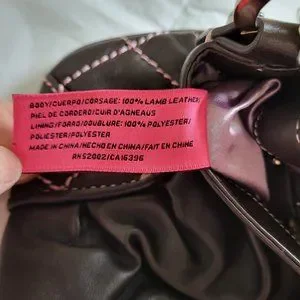 BODY/CUERPO/CORSAGE: 100% LAMB LEATHER/
PIEL DE CORDERO/CUIR D'AGNEAUS
LINING/FORRO/DOUBLURE: 100% POLYESTER/
POLIESTER/POLYESTER
MADE IN CHINA/HECHO EN CHINA/FAIT EN CHINE
RN52002/CA16396